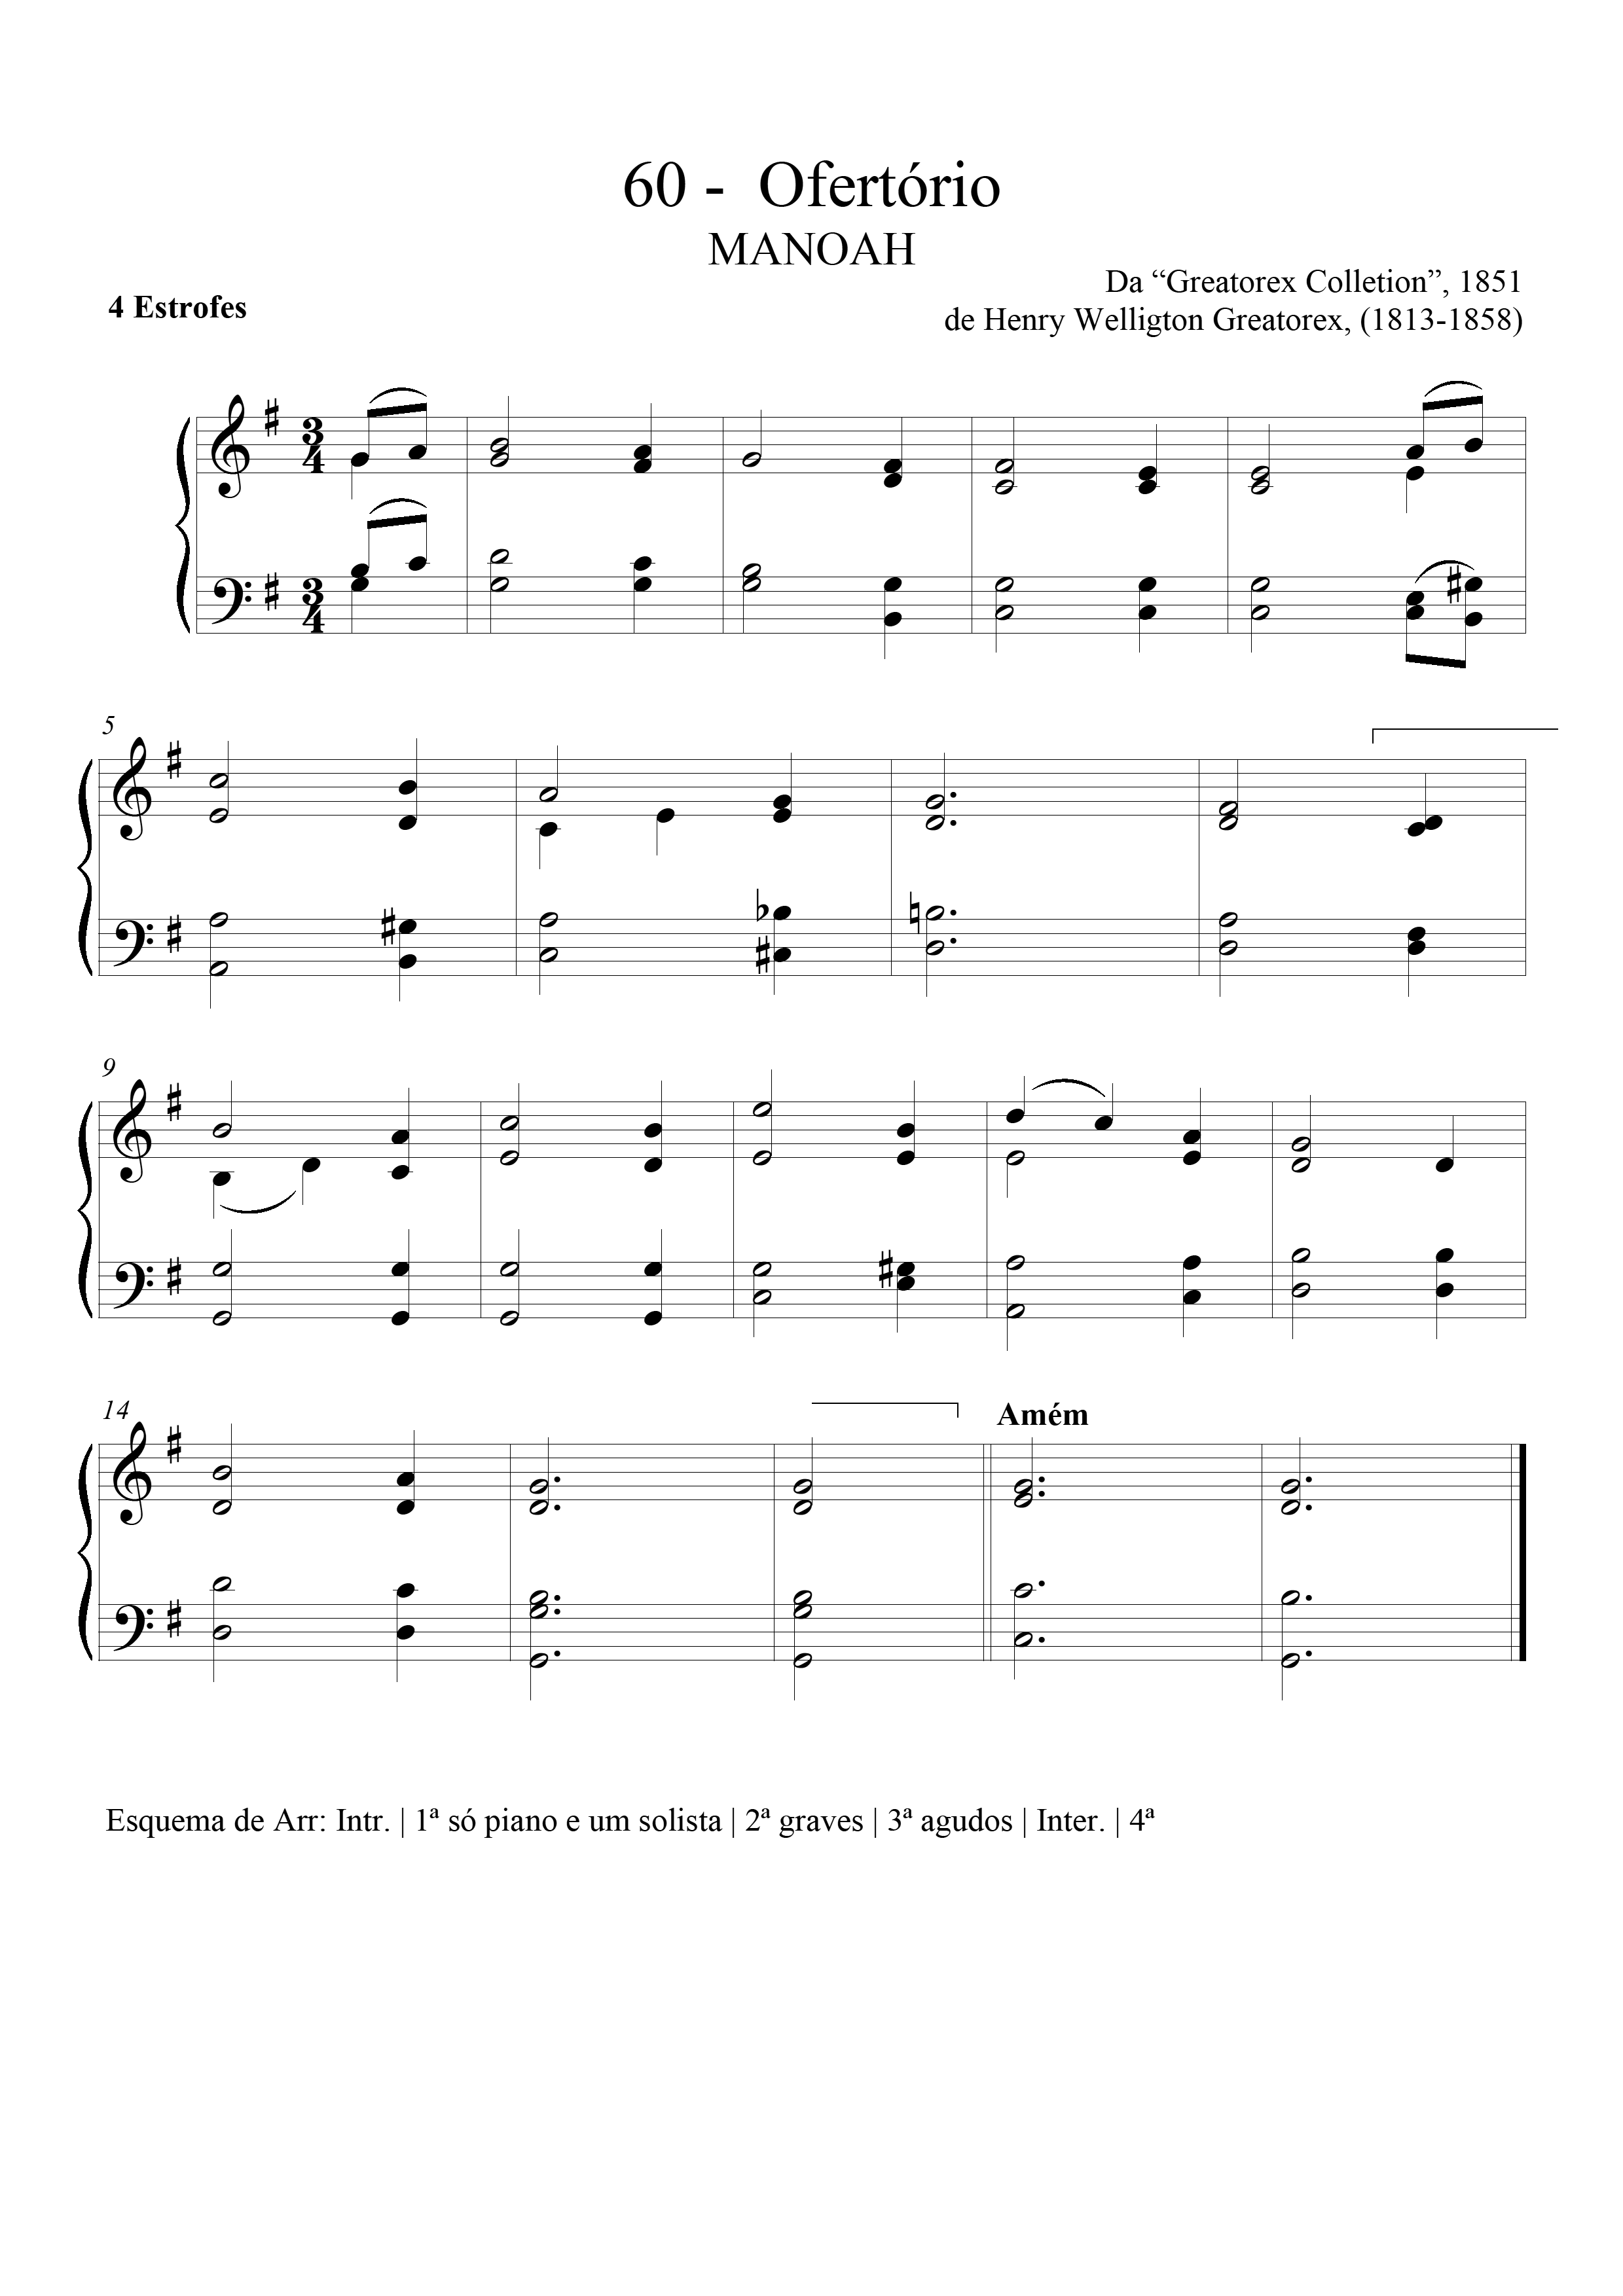 60 - Ofertório
MANOAH
Da “Greatorex Colletion”, 1851
4 Estrofes
de Henry Welligton Greatorex, (1813-1858)
3
4
3
4
5
9
14
Amém
Esquema de Arr: Intr. | 1ª só piano e um solista | 2ª graves | 3ª agudos | Inter. | 4ª